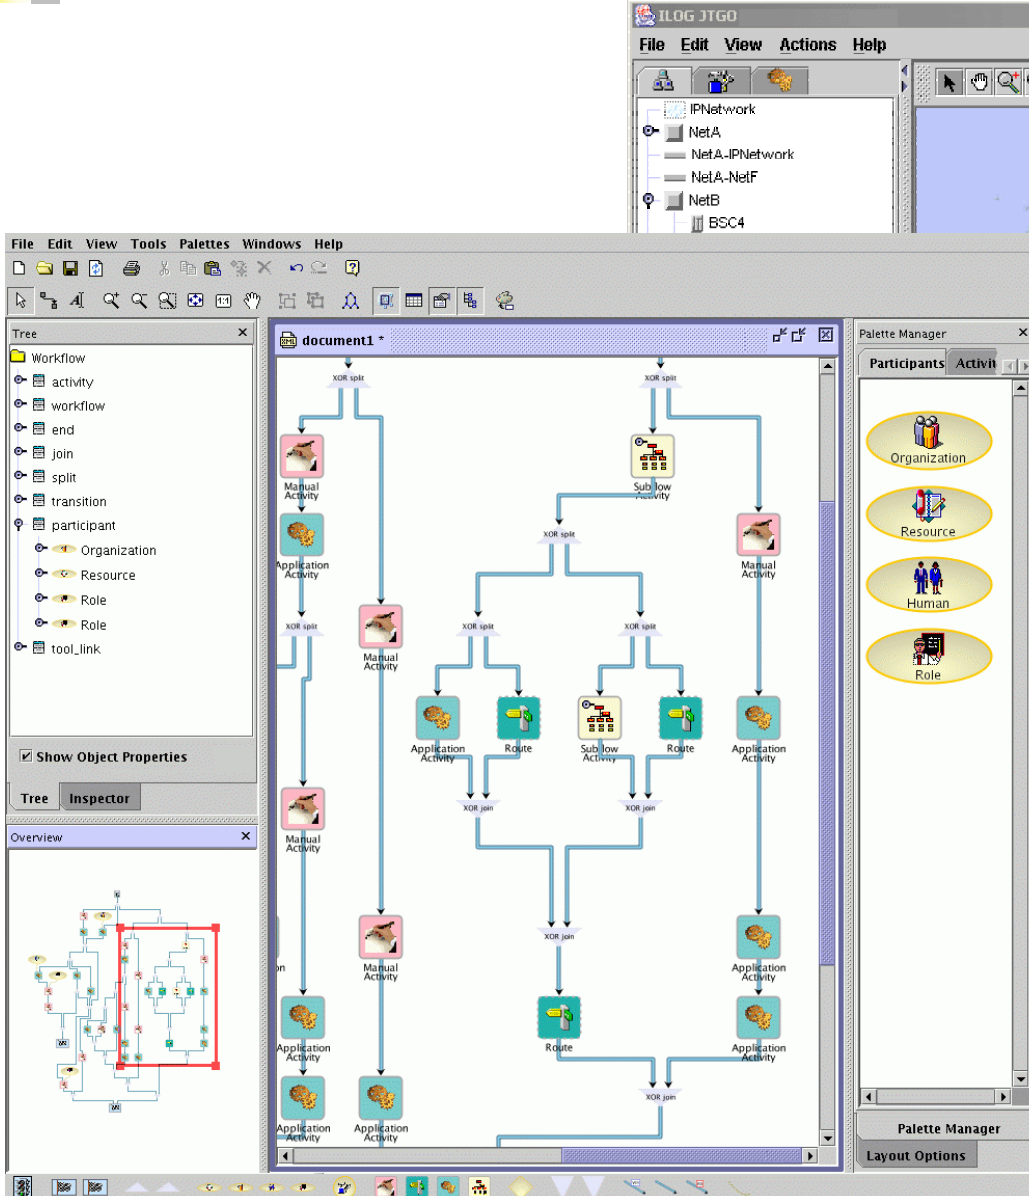 ILOG JTGO
File Edit View Actions Help
IPNetwork
NetA
NetA-IPNetwork
NetA-NetF
NetB
BSC4
File Edit View Tools Palettes Windows Help
1:1
Tree
Workflow
activity
workflow
end
join
split
transition
participant
Organization
Resource
Role
Role
tool_link
Show Object Properties
Tree Inspector
Overview
XML document1 *
XOR split
XOR split
Manual
Activity
Activity
Application
Activity
XOR split
Manual
Activity
XOR split
XOR split
XOR split
Manual
Activity
Application
Activity
Route
Activity
Route
Application
Activity
XOR join
XOR join
Manual
Activity
XOR join
Manual
Activity
Application
Activity
Application
Activity
Route
Application
Activity
XOR join
Application
Activity
Application
Activity
Palette Manager
Participants Activit
Organization
Resource
Human
Role
Palette Manager
Layout Options